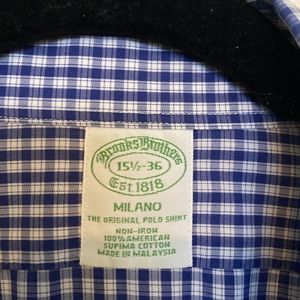 Brooks Brothers
15½-36
Est. 1818
MILANO
THE ORIGINAL POLO SHIRT
NON-IRON
100% AMERICAN
SUPIMA COTTON
MADE IN MALAYSIA